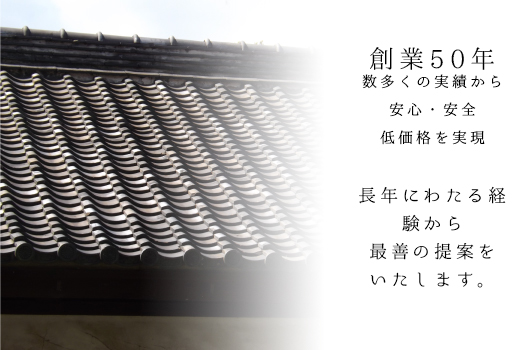 創業50年
数多くの実績から
安心・安全
低価格を実現
長年にわたる経
験から
最善の提案を
いたします。